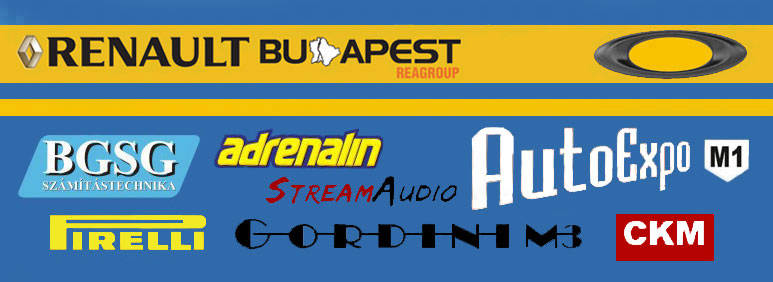 RENAULT BUDAPEST
REAGROUP
BGSG
SZÁMÍTÁSTECHNIKA
adrenalin
AutoExpo M1
StreamAudio
PIRELLI
GORDINI M3
CKM